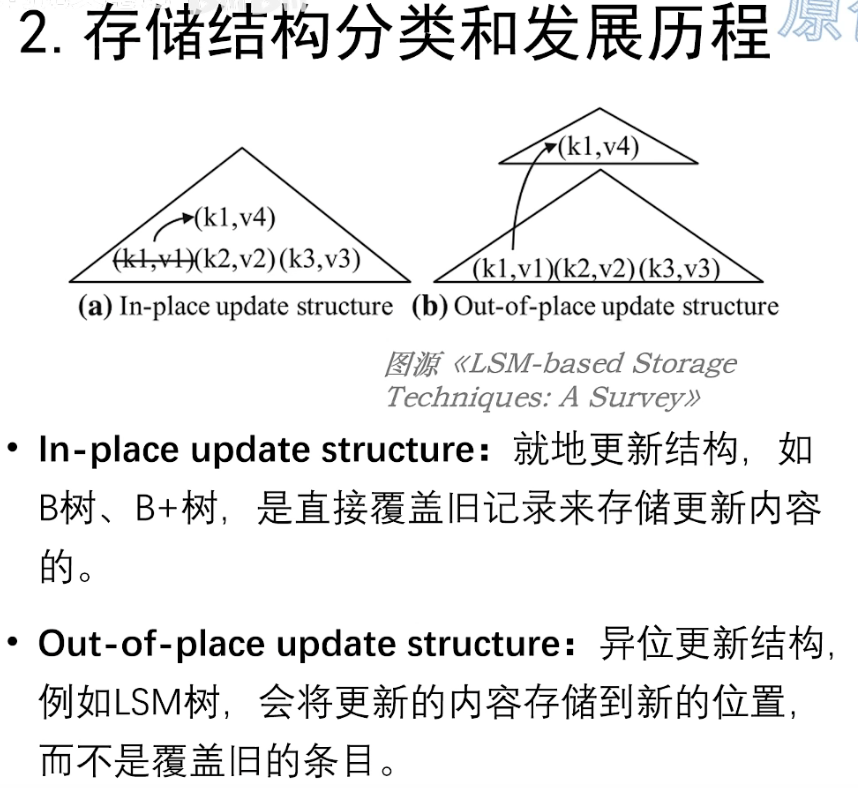 2. 存储结构分类和发展历程
原
(k1,v4)
(k1,v1)(k2,v2)(k3,v3)
(a) In-place update structure
(k1,v4)
(k1,v1)(k2,v2)(k3,v3)
(b) Out-of-place update structure
图源《LSM-based Storage
Techniques: A Survey》
• In-place update structure：就地更新结构，如
B树、B+树，是直接覆盖旧记录来存储更新内容
的。
• Out-of-place update structure：异位更新结构，
例如LSM树，会将更新的内容存储到新的位置，
而不是覆盖旧的条目。